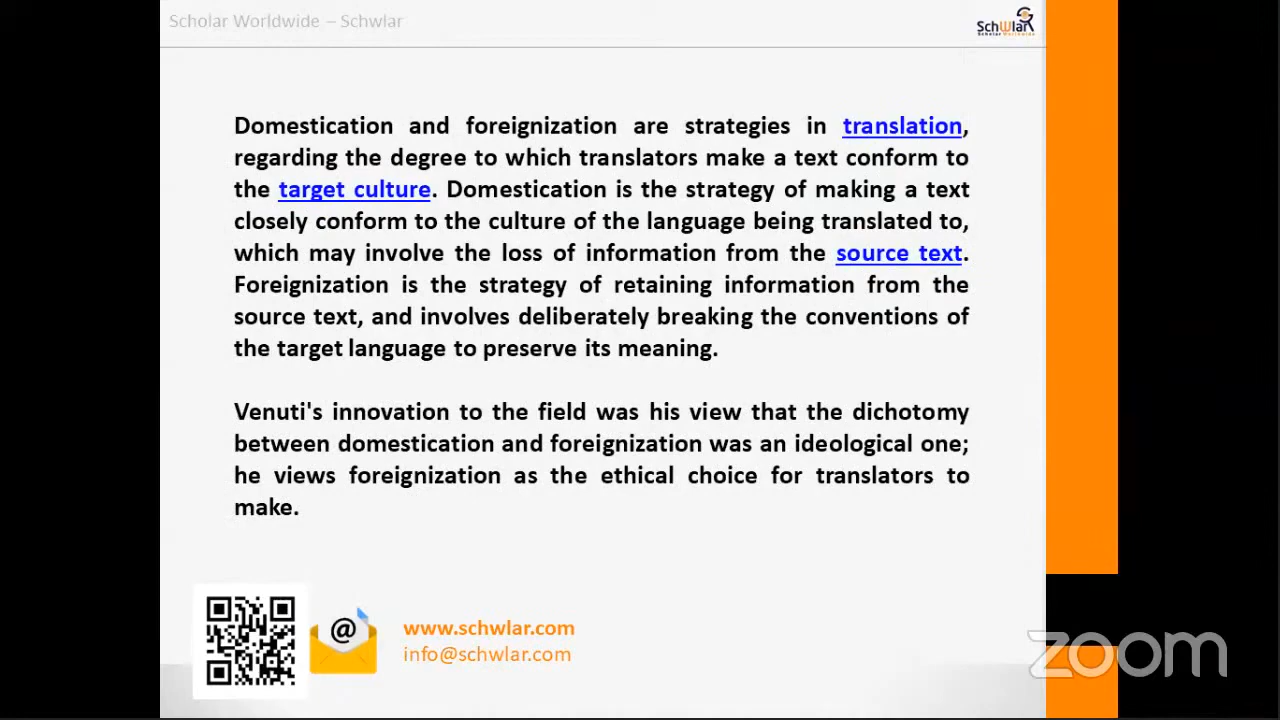 Scholar Worldwide – Schwlar
SchWlar
Scholar Worldwide
Domestication and foreignization are strategies in translation,
regarding the degree to which translators make a text conform to
the target culture. Domestication is the strategy of making a text
closely conform to the culture of the language being translated to,
which may involve the loss of information from the source text.
Foreignization is the strategy of retaining information from the
source text, and involves deliberately breaking the conventions of
the target language to preserve its meaning.
Venuti's innovation to the field was his view that the dichotomy
between domestication and foreignization was an ideological one;
he views foreignization as the ethical choice for translators to
make.
@
www.schwlar.com
info@schwlar.com
zoom